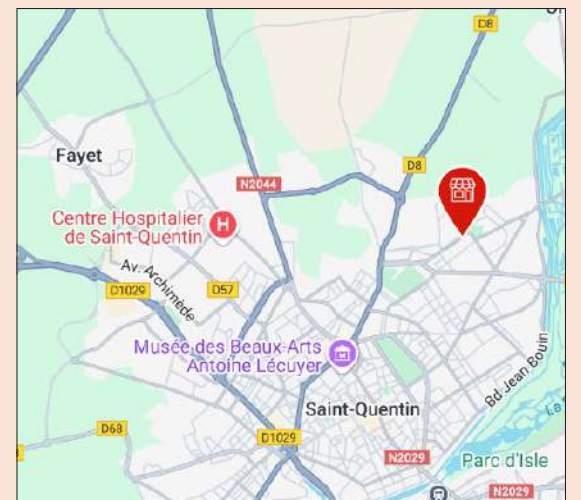 D8
Fayet
D8
N2044
Centre Hospitalier
de Saint-Quentin
H
Av. Archimède
D1029
D57
Musée des Beaux-Arts
Antoine Lécuyer
Bd Jean Bouin
Saint-Quentin
D68
D1029
N2029
Parc d'Isle
N2029